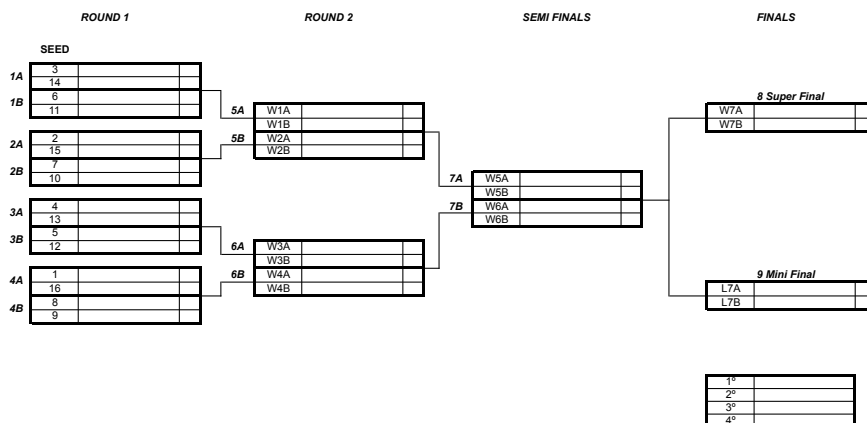 ROUND 1 ROUND 2 SEMI FINALS FINALS
SEED
1A 3
14
1B 6
11
2A 2
15
2B 7
10
3A 4
13
3B 5
12
4A 1
16
4B 8
9
5A W1A
W1B
5B W2A
W2B
6A W3A
W3B
6B W4A
W4B
7A W5A
W5B
7B W6A
W6B
8 Super Final
W7A
W7B
9 Mini Final
L7A
L7B
1º
2º
3º
4º